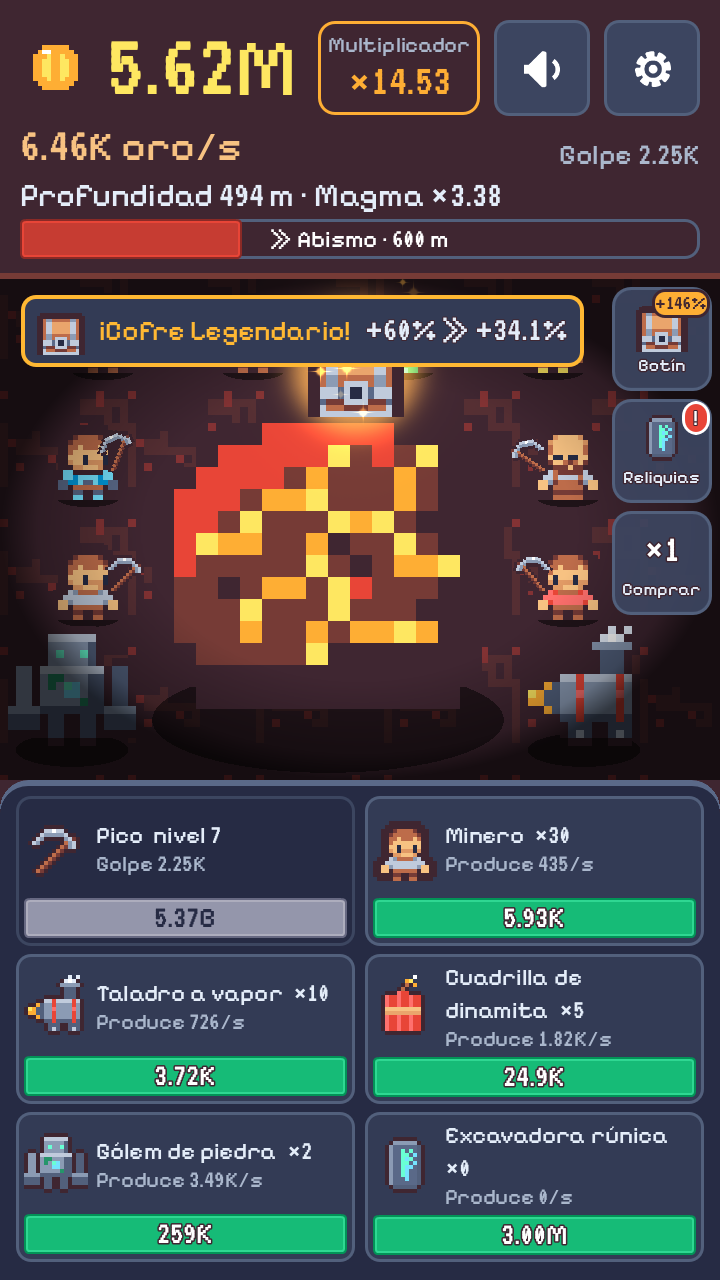 5.62M
Multiplicador
×14.53
6.46K oro/s
Golpe 2.25K
Profundidad 494 m · Magma ×3.38
Abismo · 600 m
¡Cofre Legendario! +60% » +34.1%
+146%
Botín
!
Reliquias
×1
Comprar
Pico nivel 7
Golpe 2.25K
5.37B
Minero ×30
Produce 435/s
5.93K
Taladro a vapor ×10
Produce 726/s
3.72K
Cuadrilla de
dinamita ×5
Produce 1.82K/s
24.9K
Gólem de piedra ×2
Produce 3.49K/s
259K
Excavadora rúnica
×0
Produce 0/s
3.00M